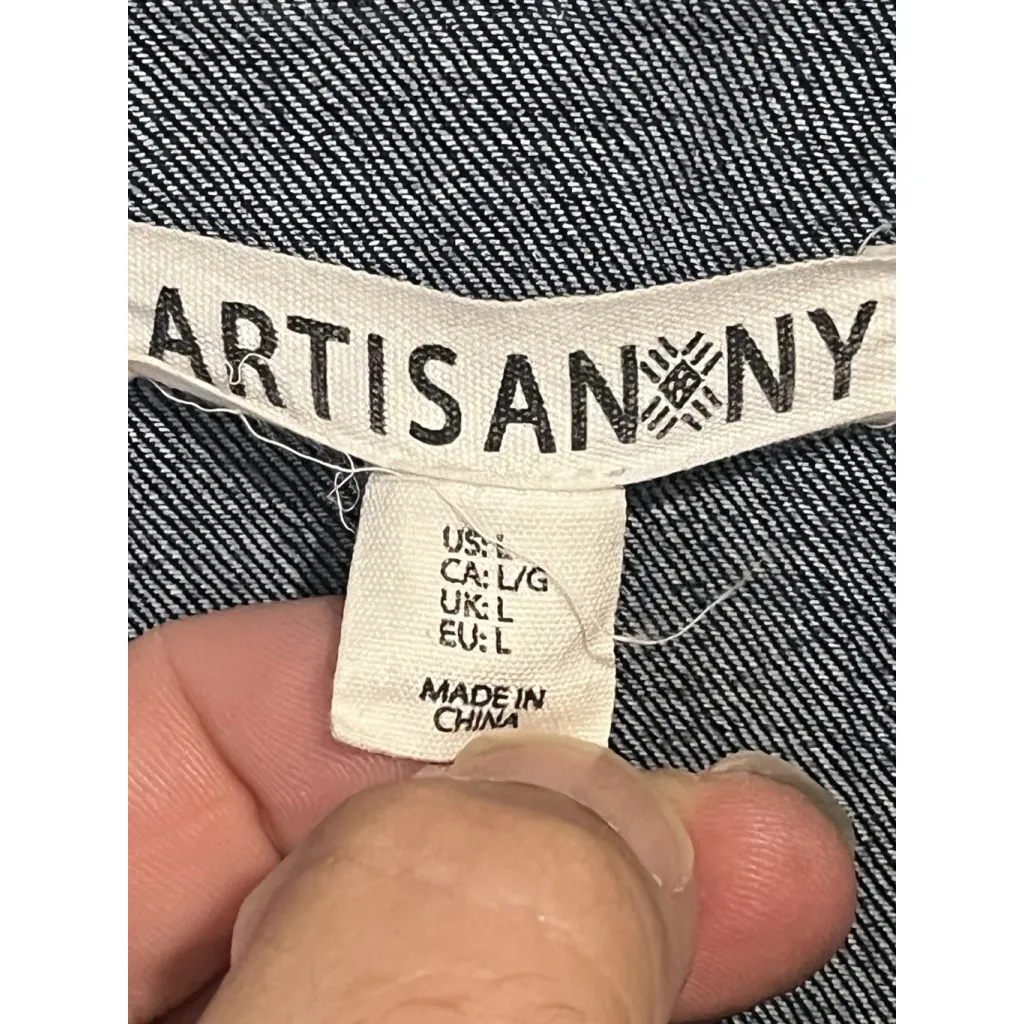 ARTISAN NY
US: L
CA: L/G
UK: L
EU: L
MADE IN
CHINA